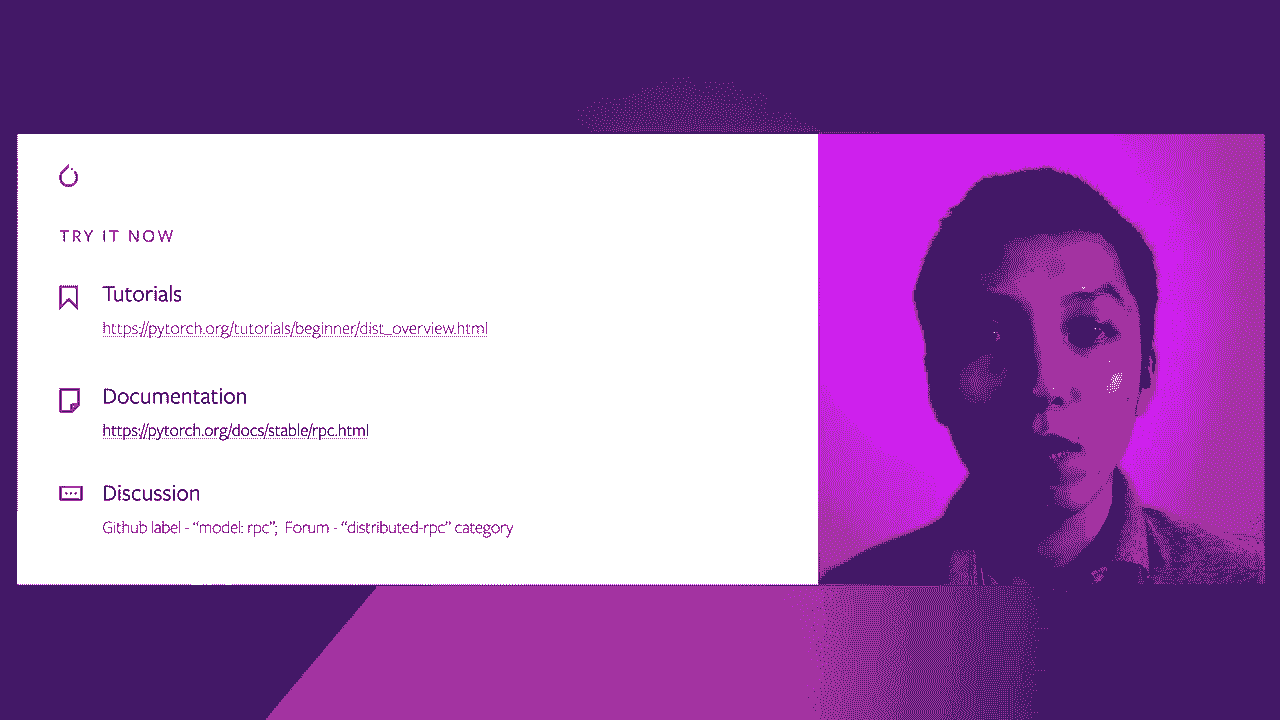 TRY IT NOW
Tutorials
https://pytorch.org/tutorials/beginner/dist_overview.html
Documentation
https://pytorch.org/docs/stable/rpc.html
Discussion
Github label - “model: rpc”;  Forum - “distributed-rpc” category